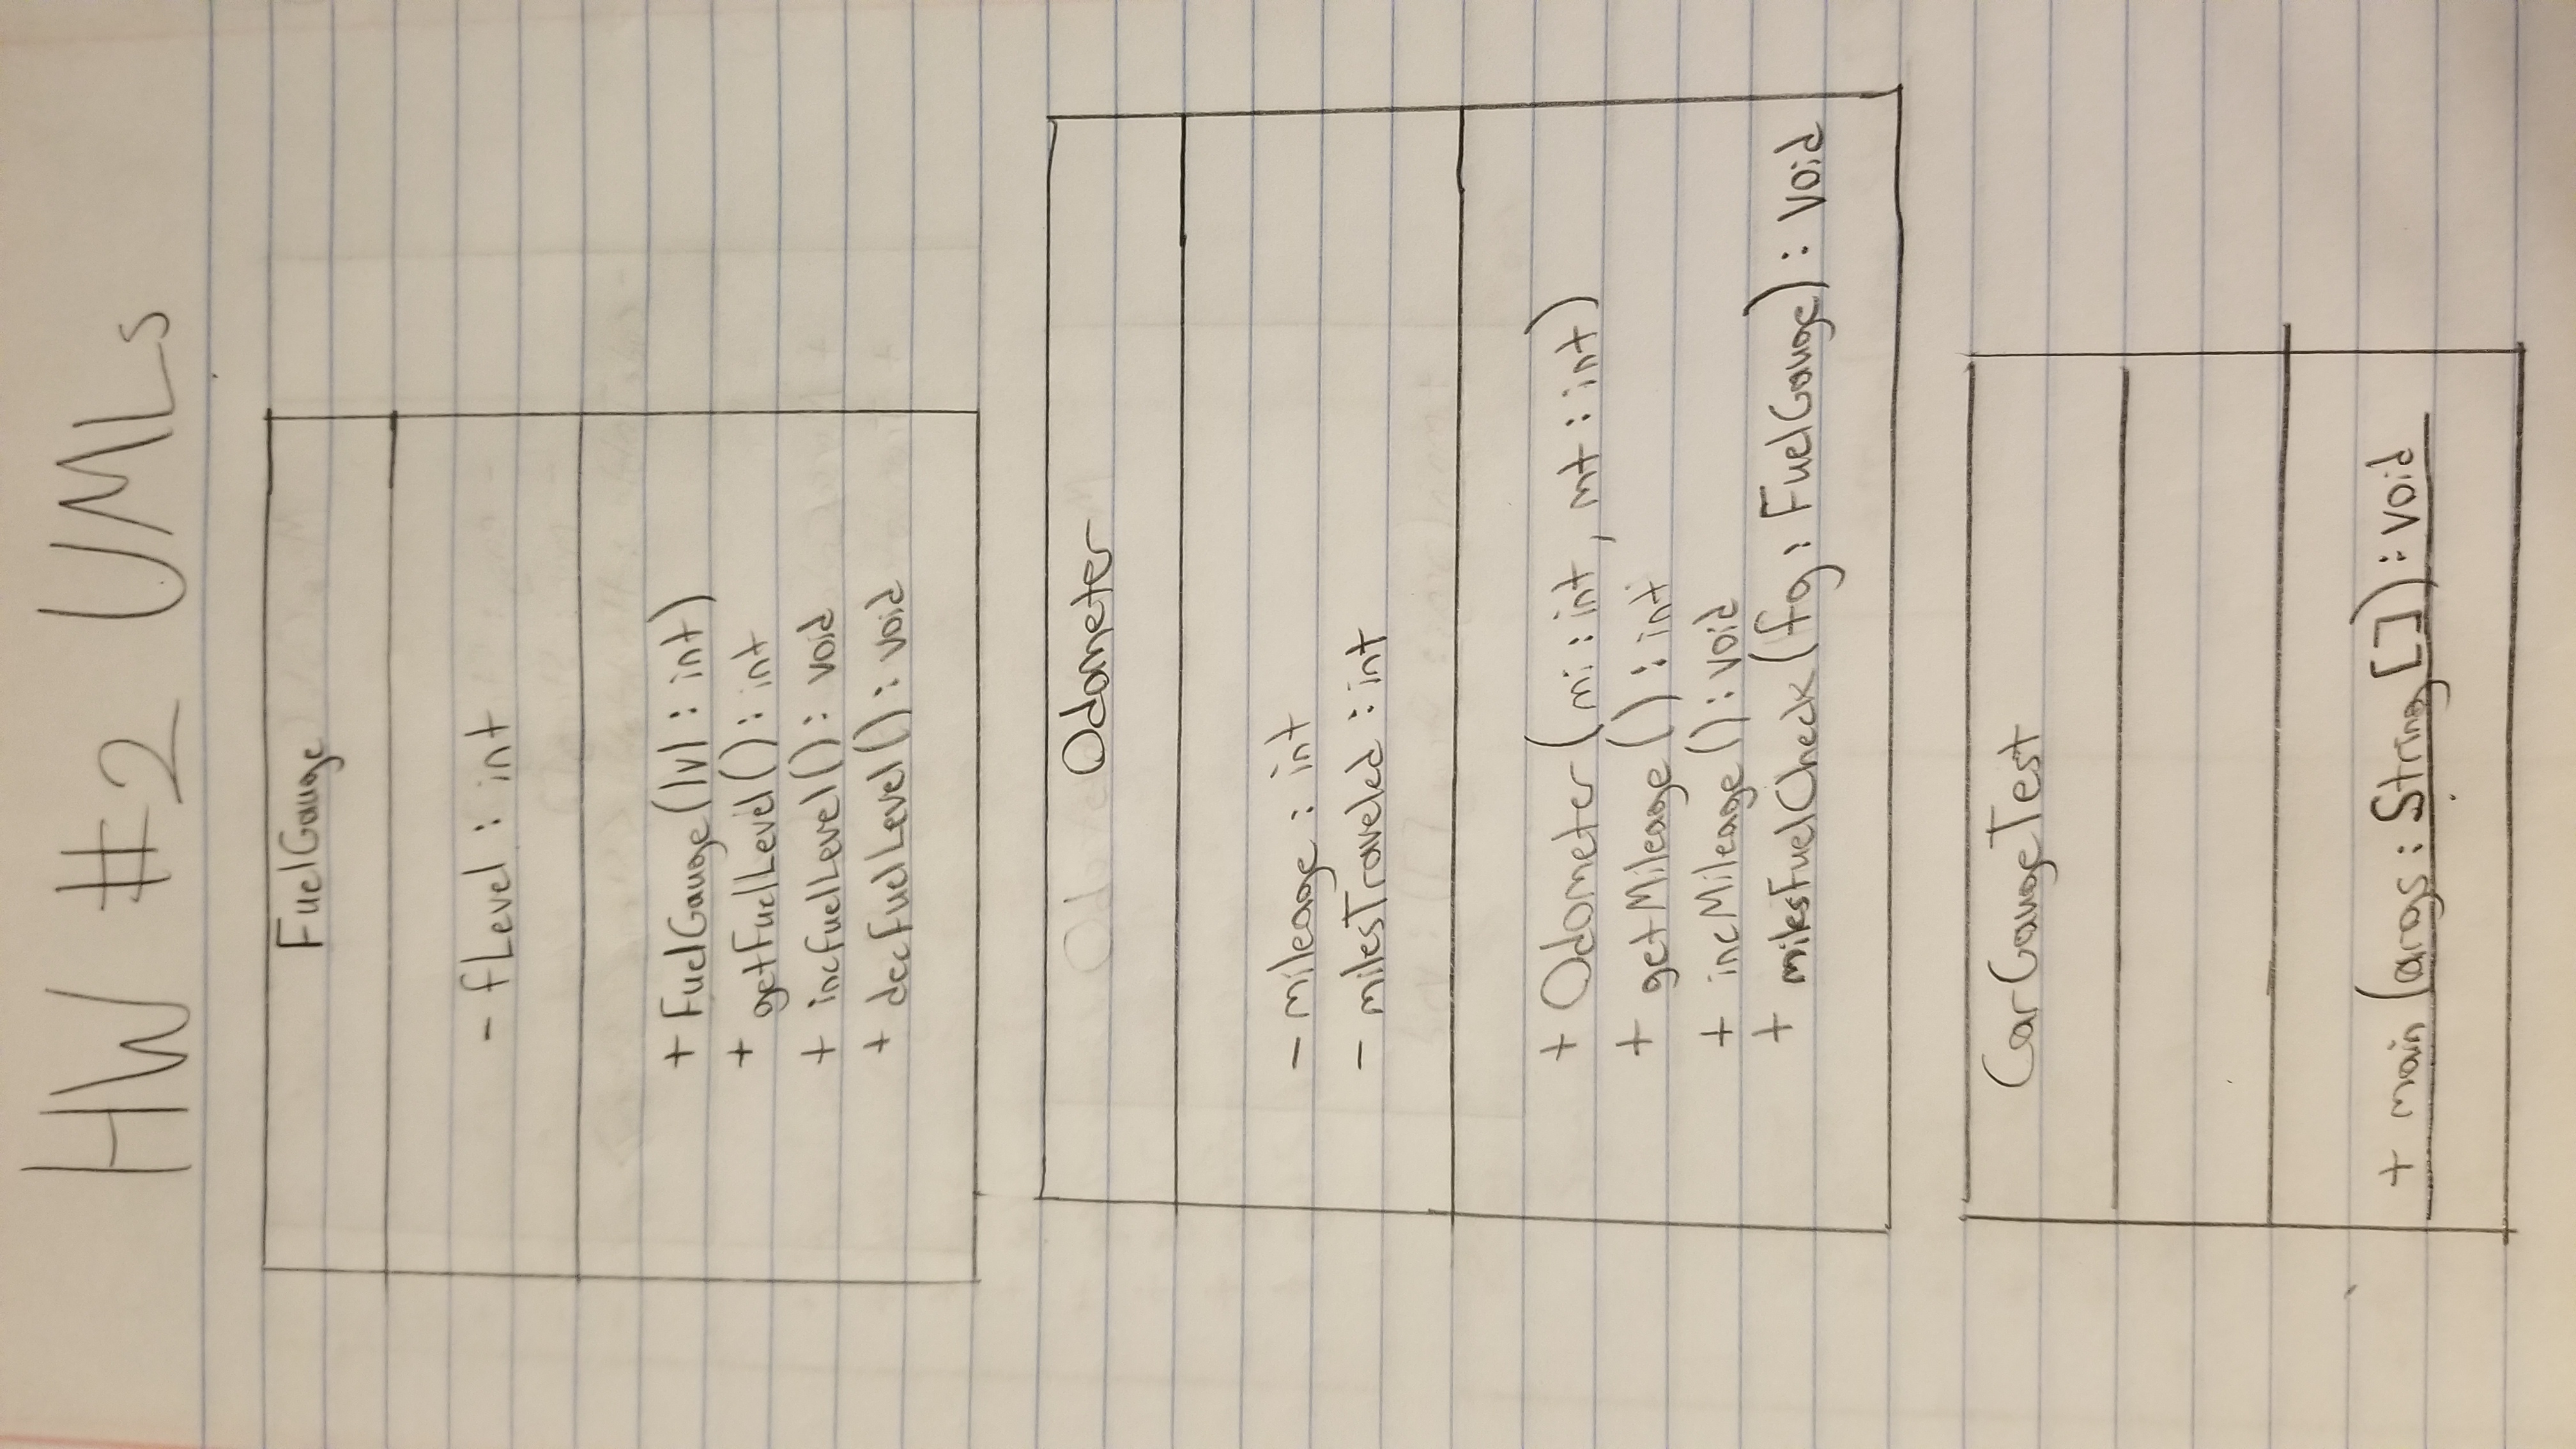 HW #2 UMLs
FuelGauge
- fLevel : int
+ FuelGauge(lvl : int)
+ getFuelLevel() : int
+ incFuelLevel() : void
+ decFuelLevel() : void
Odometer
- mileage : int
- milesTraveled : int
+ Odometer(mi : int, mt : int)
+ getMileage() : int
+ incMileage() : void
+ milesFuelCheck(fg : FuelGauge) : void
CarGaugeTest
+ main(args : String[]) : void